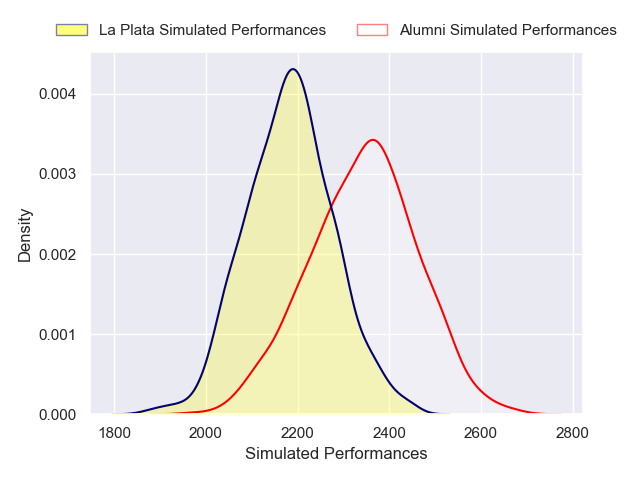 La Plata Simulated Performances Alumni Simulated Performances
0.004
0.003
0.002
0.001
0.000
Density
1800 2000 2200 2400 2600 2800
Simulated Performances